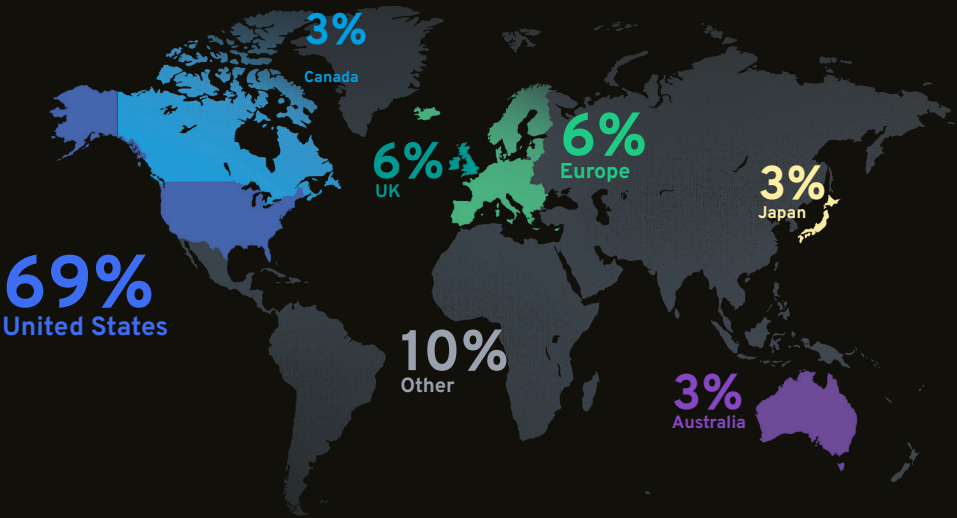 3%
Canada
6%
UK
6%
Europe
3%
Japan
69%
United States
10%
Other
3%
Australia